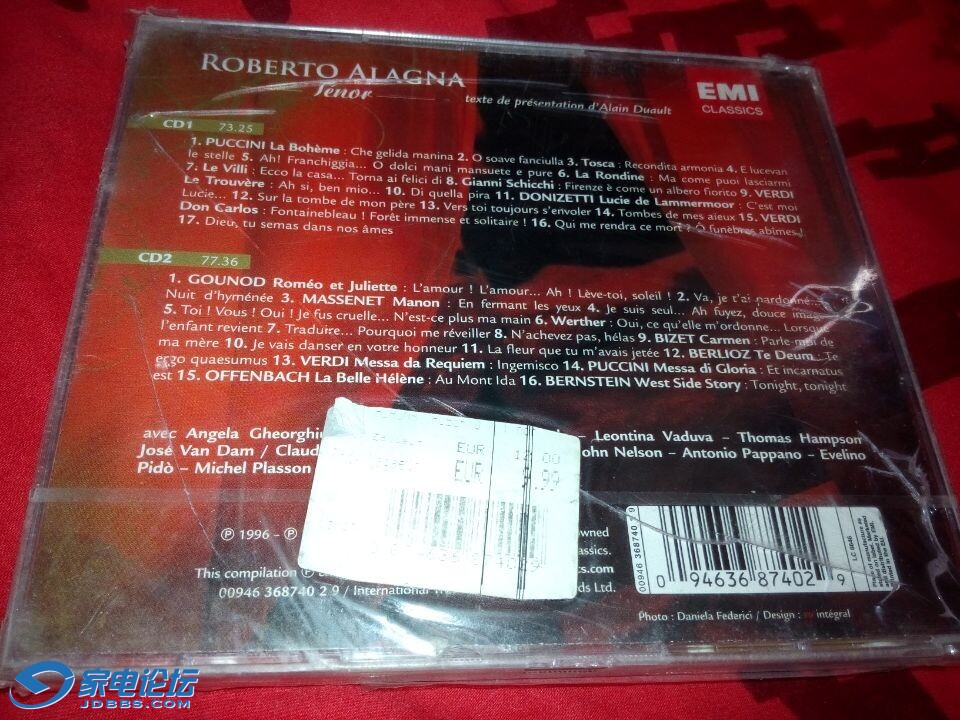 ROBERTO ALAGNA
Ténor
texte de présentation d'Alain Duault
EMI
CLASSICS
CD1 73.25
1. PUCCINI La Bohème : Che gelida manina 2. O soave fanciulla 3. Tosca : Recondita armonia 4. E lucevan
le stelle 5. Ah! Franchiggia... O dolci mani mansuete e pure 6. La Rondine : Ma come puoi lasciarmi
7. Le Villi : Ecco la casa... Torna ai felici di 8. Gianni Schicchi : Firenze è come un albero fiorito 9. VERDI
Le Trouvère : Ah si, ben mio... 10. Di quella pira 11. DONIZETTI Lucie de Lammermoor : C'est moi
Lucie... 12. Sur la tombe de mon père 13. Vers toi toujours s'envoler 14. Tombes de mes aïeux 15. VERDI
Don Carlos : Fontainebleau ! Forêt immense et solitaire ! 16. Qui me rendra ce mort ? O funèbres abîmes !
17. Dieu, tu semas dans nos âmes
CD2 77.36
1. GOUNOD Roméo et Juliette : L'amour ! L'amour... Ah ! Lève-toi, soleil ! 2. Va, je t'ai pardonné...
Nuit d'hyménée 3. MASSENET Manon : En fermant les yeux 4. Je suis seul... Ah fuyez, douce image
5. Toi ! Vous ! Oui ! Je fus cruelle... N'est-ce plus ma main 6. Werther : Oui, ce qu'elle m'ordonne... Lorsque
l'enfant revient 7. Traduire... Pourquoi me réveiller 8. N'achevez pas, hélas 9. BIZET Carmen : Parle-moi de
ma mère 10. Je vais danser en votre honneur 11. La fleur que tu m'avais jetée 12. BERLIOZ Te Deum : Te
ergo quaesumus 13. VERDI Messa da Requiem : Ingemisco 14. PUCCINI Messa di Gloria : Et incarnatus
est 15. OFFENBACH La Belle Hélène : Au Mont Ida 16. BERNSTEIN West Side Story : Tonight, tonight
avec Angela Gheorghiu - Leontina Vaduva - Thomas Hampson
José Van Dam / Claud John Nelson - Antonio Pappano - Evelino
Pidò - Michel Plasson
EUR
EUR .99
℗ 1996 - ℗ owned
lassics.
This compilation ℗ s.com
00946 368740 2 9 / International ds Ltd.
00946 368740 2 9
0 94636 87402 9
LC 6646
Photo : Daniela Federici / Design : intégral
家电论坛
JDBBS.COM